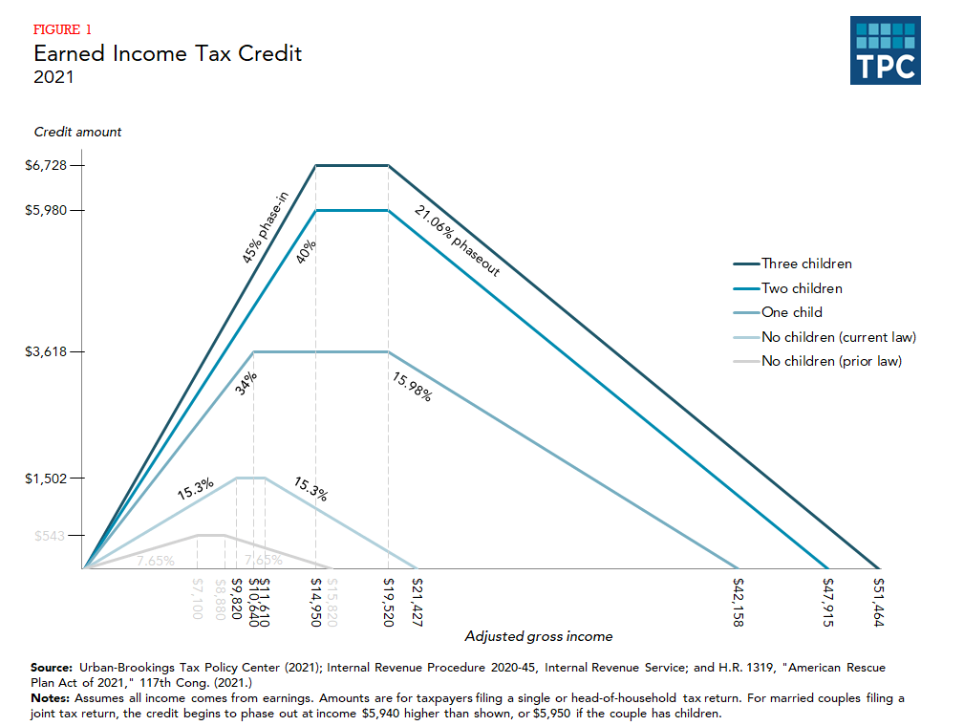 FIGURE 1
Earned Income Tax Credit
2021
TPC
Credit amount
$6,728
$5,980
$3,618
$1,502
$543
45% phase-in
40%
21.06% phaseout
34%
15.98%
15.3%
15.3%
7.65%
7.65%
Three children
Two children
One child
No children (current law)
No children (prior law)
$7,100
$8,880
$9,820
$10,640
$11,610
$14,950
$15,820
$19,520
$21,427
$42,158
$47,915
$51,464
Adjusted gross income
Source: Urban-Brookings Tax Policy Center (2021); Internal Revenue Procedure 2020-45, Internal Revenue Service; and H.R. 1319, "American Rescue
Plan Act of 2021," 117th Cong. (2021.)
Notes: Assumes all income comes from earnings. Amounts are for taxpayers filing a single or head-of-household tax return. For married couples filing a
joint tax return, the credit begins to phase out at income $5,940 higher than shown, or $5,950 if the couple has children.